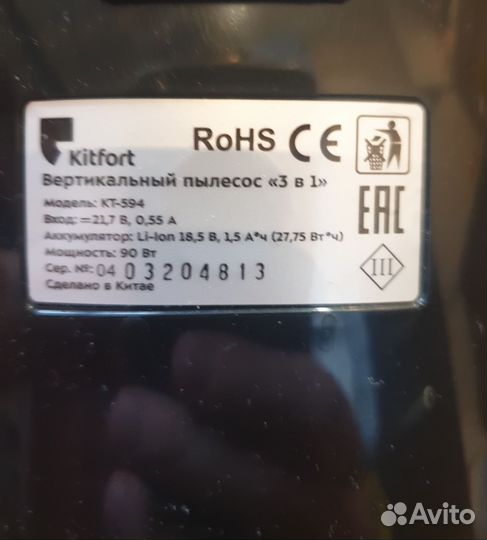 Kitfort
RoHS CE
Вертикальный пылесос «3 в 1»
Модель: КТ-594
Вход: ⎓21,7 В, 0,55 А
Аккумулятор: Li-Ion 18,5 В, 1,5 А*ч (27,75 Вт*ч)
Мощность: 90 Вт
Сер. №: 04 03204813
Сделано в Китае
EAC
III
Avito